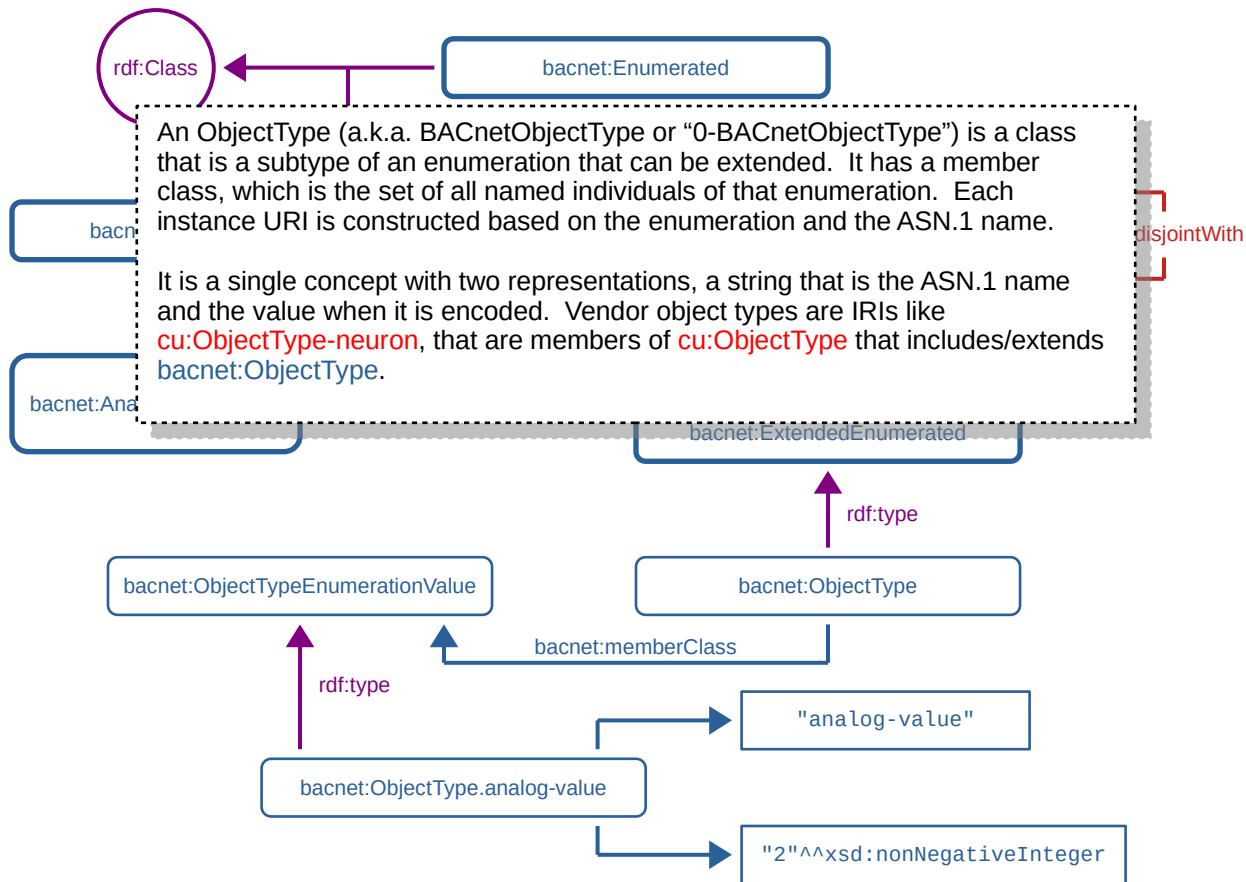 rdf:Class
bacnet:Enumerated
An ObjectType (a.k.a. BACnetObjectType or “0-BACnetObjectType”) is a class
that is a subtype of an enumeration that can be extended.  It has a member
class, which is the set of all named individuals of that enumeration.  Each
instance URI is constructed based on the enumeration and the ASN.1 name.
It is a single concept with two representations, a string that is the ASN.1 name
and the value when it is encoded.  Vendor object types are IRIs like
cu:ObjectType-neuron, that are members of cu:ObjectType that includes/extends
bacnet:ObjectType.
disjointWith
bacnet:ExtendedEnumerated
rdf:type
bacnet:ObjectTypeEnumerationValue
bacnet:ObjectType
bacnet:memberClass
rdf:type
"analog-value"
bacnet:ObjectType.analog-value
"2"^^xsd:nonNegativeInteger